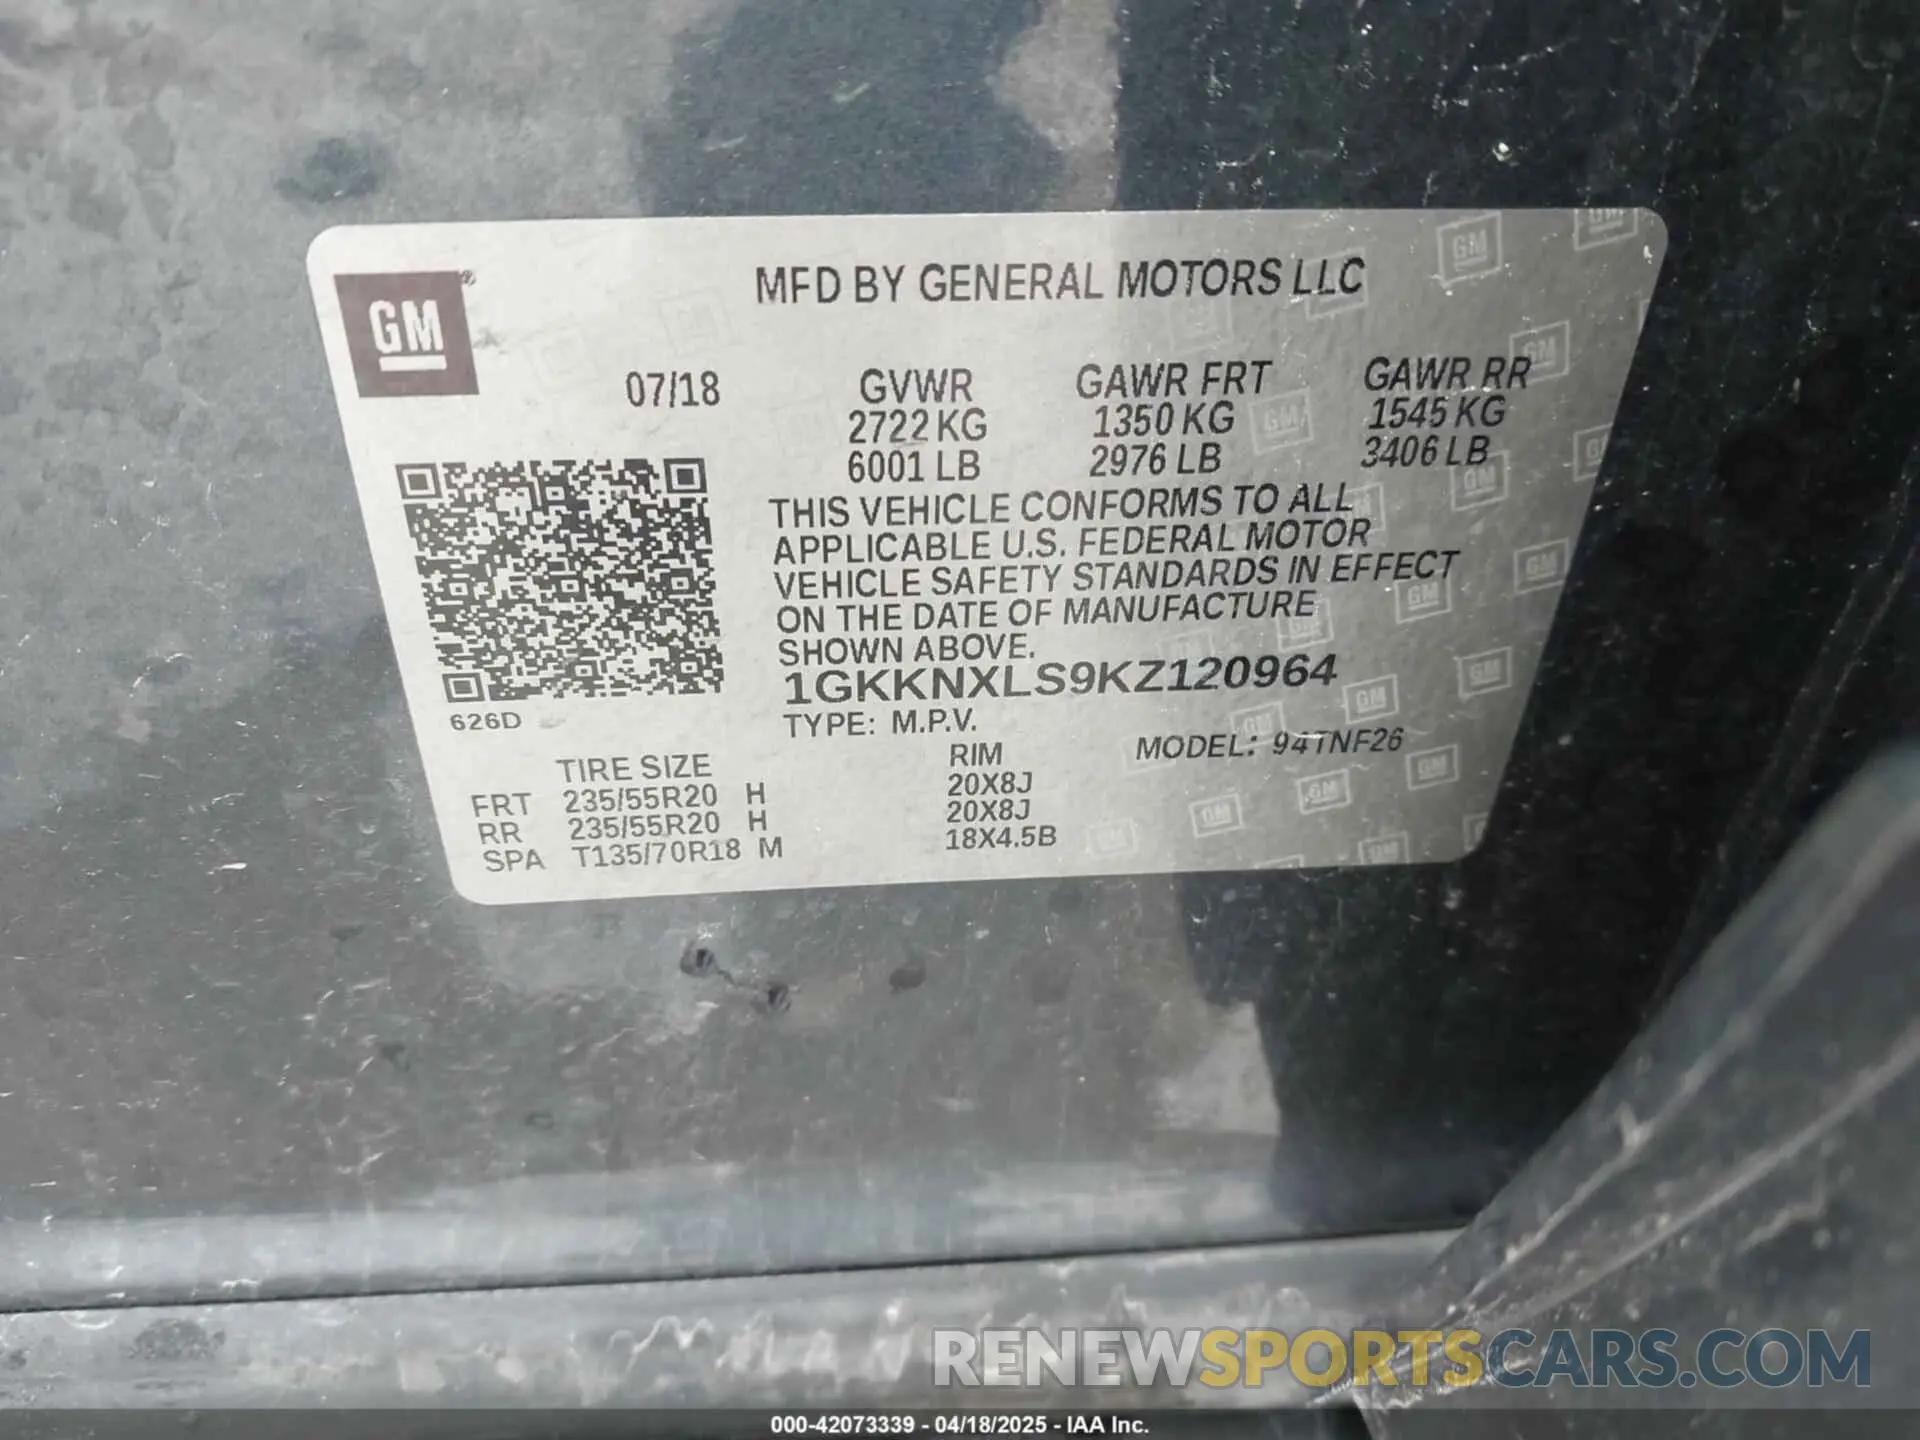 GM®
MFD BY GENERAL MOTORS LLC
07/18 GVWR GAWR FRT GAWR RR
2722 KG 1350 KG 1545 KG
6001 LB 2976 LB 3406 LB
THIS VEHICLE CONFORMS TO ALL
APPLICABLE U.S. FEDERAL MOTOR
VEHICLE SAFETY STANDARDS IN EFFECT
ON THE DATE OF MANUFACTURE
SHOWN ABOVE.
1GKKNXLS9KZ120964
626D
TYPE: M.P.V.
MODEL: 94TNF26
TIRE SIZE RIM
FRT 235/55R20 H 20X8J
RR 235/55R20 H 20X8J
SPA T135/70R18 M 18X4.5B
RENEWSPORTSCARS.COM
000-42073339 - 04/18/2025 - IAA Inc.